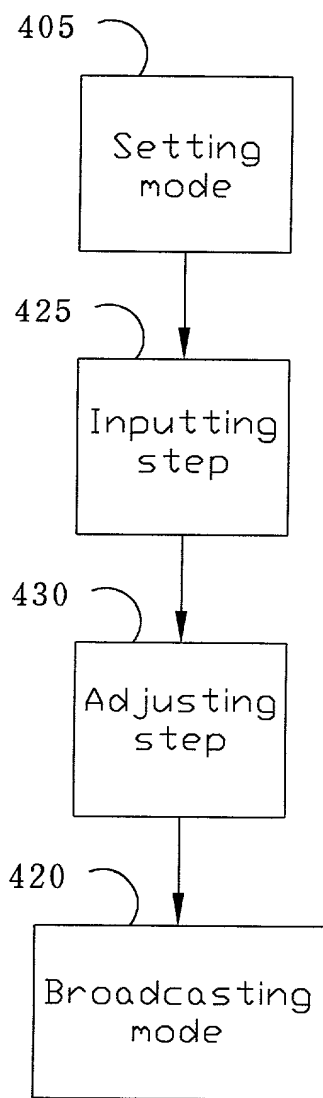 405
Setting
mode
425
Inputting
step
430
Adjusting
step
420
Broadcasting
mode